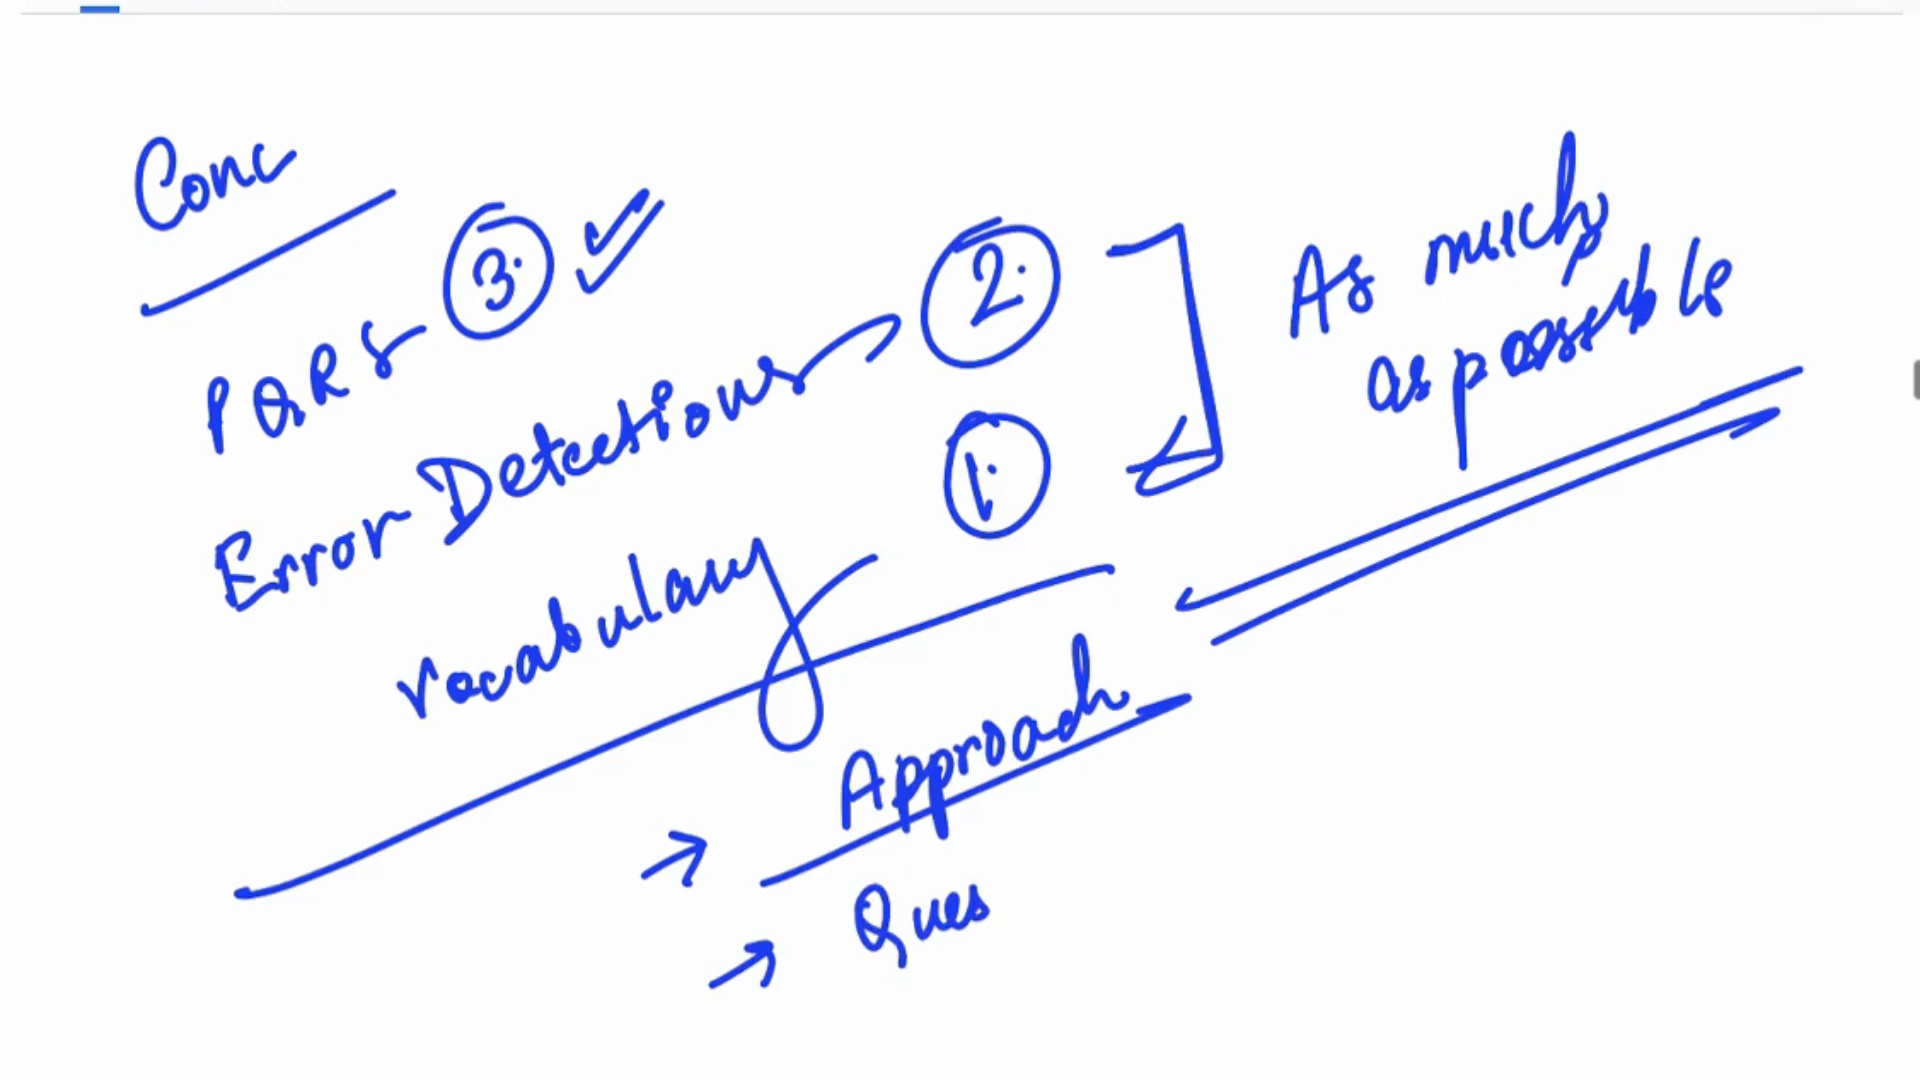 Conc
PQRS 3.
Error Detections 2.
vocabulary 1.
As much
as possible
Approach
Ques